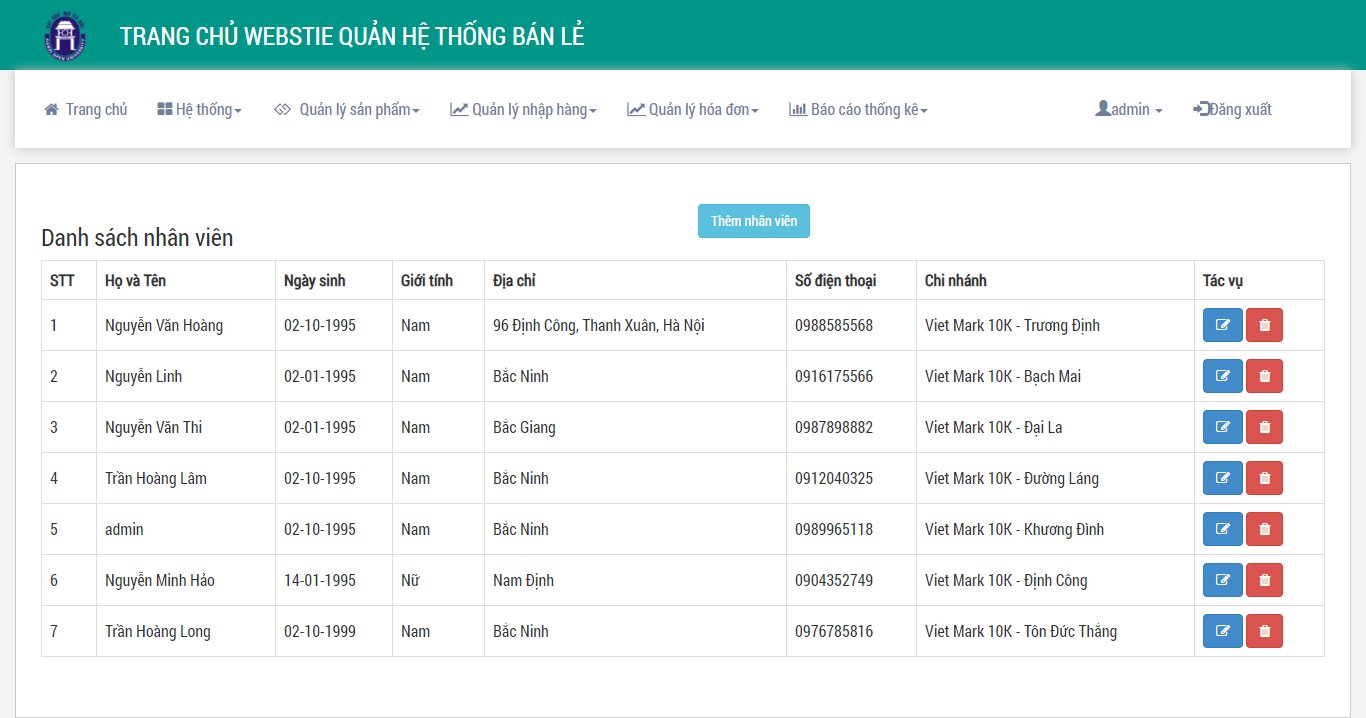 TRANG CHỦ WEBSTIE QUẢN HỆ THỐNG BÁN LẺ
Trang chủ Hệ thống Quản lý sản phẩm Quản lý nhập hàng Quản lý hóa đơn Báo cáo thống kê admin Đăng xuất
Thêm nhân viên
Danh sách nhân viên
STT Họ và Tên Ngày sinh Giới tính Địa chỉ Số điện thoại Chi nhánh Tác vụ
1 Nguyễn Văn Hoàng 02-10-1995 Nam 96 Định Công, Thanh Xuân, Hà Nội 0988585568 Viet Mark 10K - Trương Định
2 Nguyễn Linh 02-01-1995 Nam Bắc Ninh 0916175566 Viet Mark 10K - Bạch Mai
3 Nguyễn Văn Thi 02-01-1995 Nam Bắc Giang 0987898882 Viet Mark 10K - Đại La
4 Trần Hoàng Lâm 02-10-1995 Nam Bắc Ninh 0912040325 Viet Mark 10K - Đường Láng
5 admin 02-10-1995 Nam Bắc Ninh 0989965118 Viet Mark 10K - Khương Đình
6 Nguyễn Minh Hảo 14-01-1995 Nữ Nam Định 0904352749 Viet Mark 10K - Định Công
7 Trần Hoàng Long 02-10-1999 Nam Bắc Ninh 0976785816 Viet Mark 10K - Tôn Đức Thắng